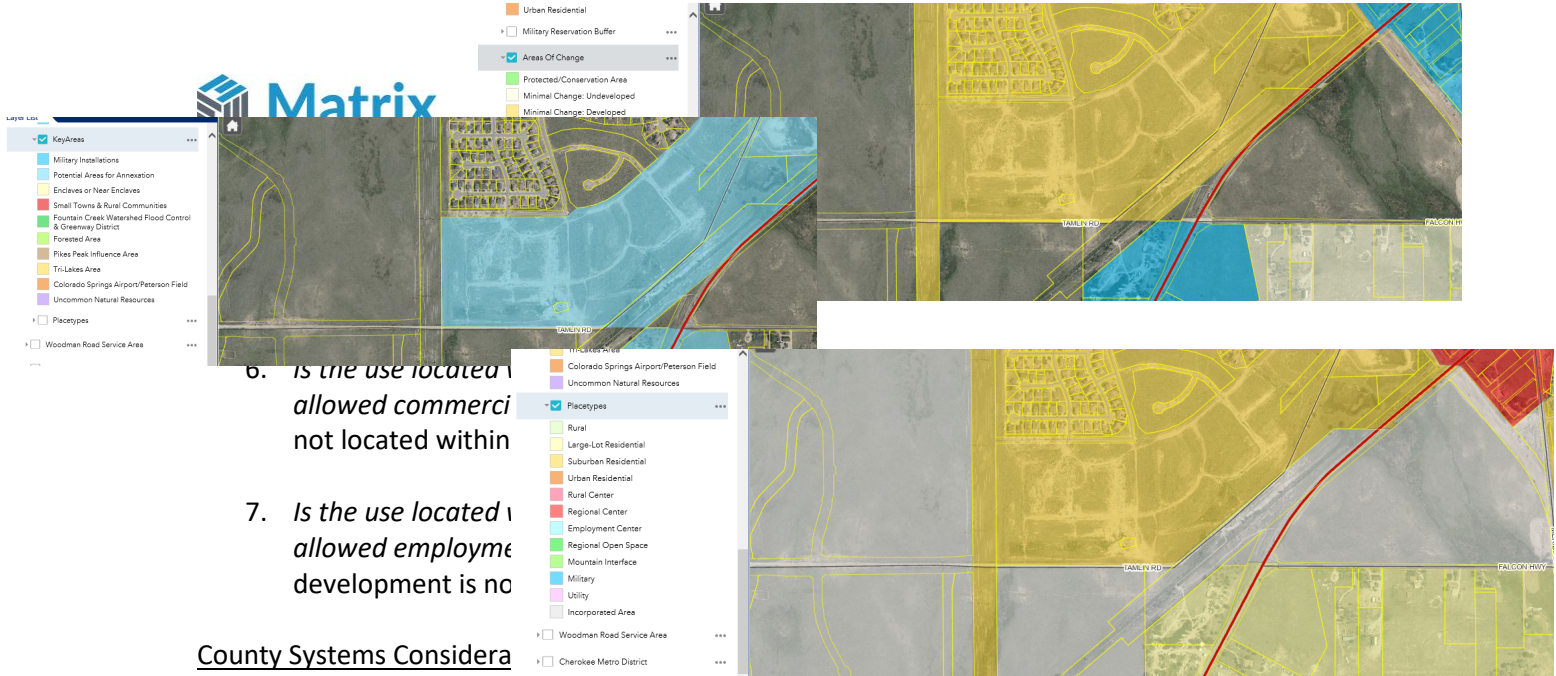 Urban Residential
Military Reservation Buffer
Areas Of Change
Protected/Conservation Area
Minimal Change: Undeveloped
Minimal Change: Developed
TAMLIN RD
Matrix
Layer List
KeyAreas
Military Installations
Potential Areas for Annexation
Enclaves or Near Enclaves
Small Towns & Rural Communities
Fountain Creek Watershed Flood Control
& Greenway District
Forested Area
Pikes Peak Influence Area
Tri-Lakes Area
Colorado Springs Airport/Peterson Field
Uncommon Natural Resources
Placetypes
Woodman Road Service Area
TAMLIN RD
6. Is the use located
allowed commerci
not located within
7. Is the use located
allowed employme
development is no
County Systems Considera
Tri-Lakes Area
Colorado Springs Airport/Peterson Field
Uncommon Natural Resources
Placetypes
Rural
Large-Lot Residential
Suburban Residential
Urban Residential
Rural Center
Regional Center
Employment Center
Regional Open Space
Mountain Interface
Military
Utility
Incorporated Area
Woodman Road Service Area
Cherokee Metro District
TAMLIN RD
FALCON HWY